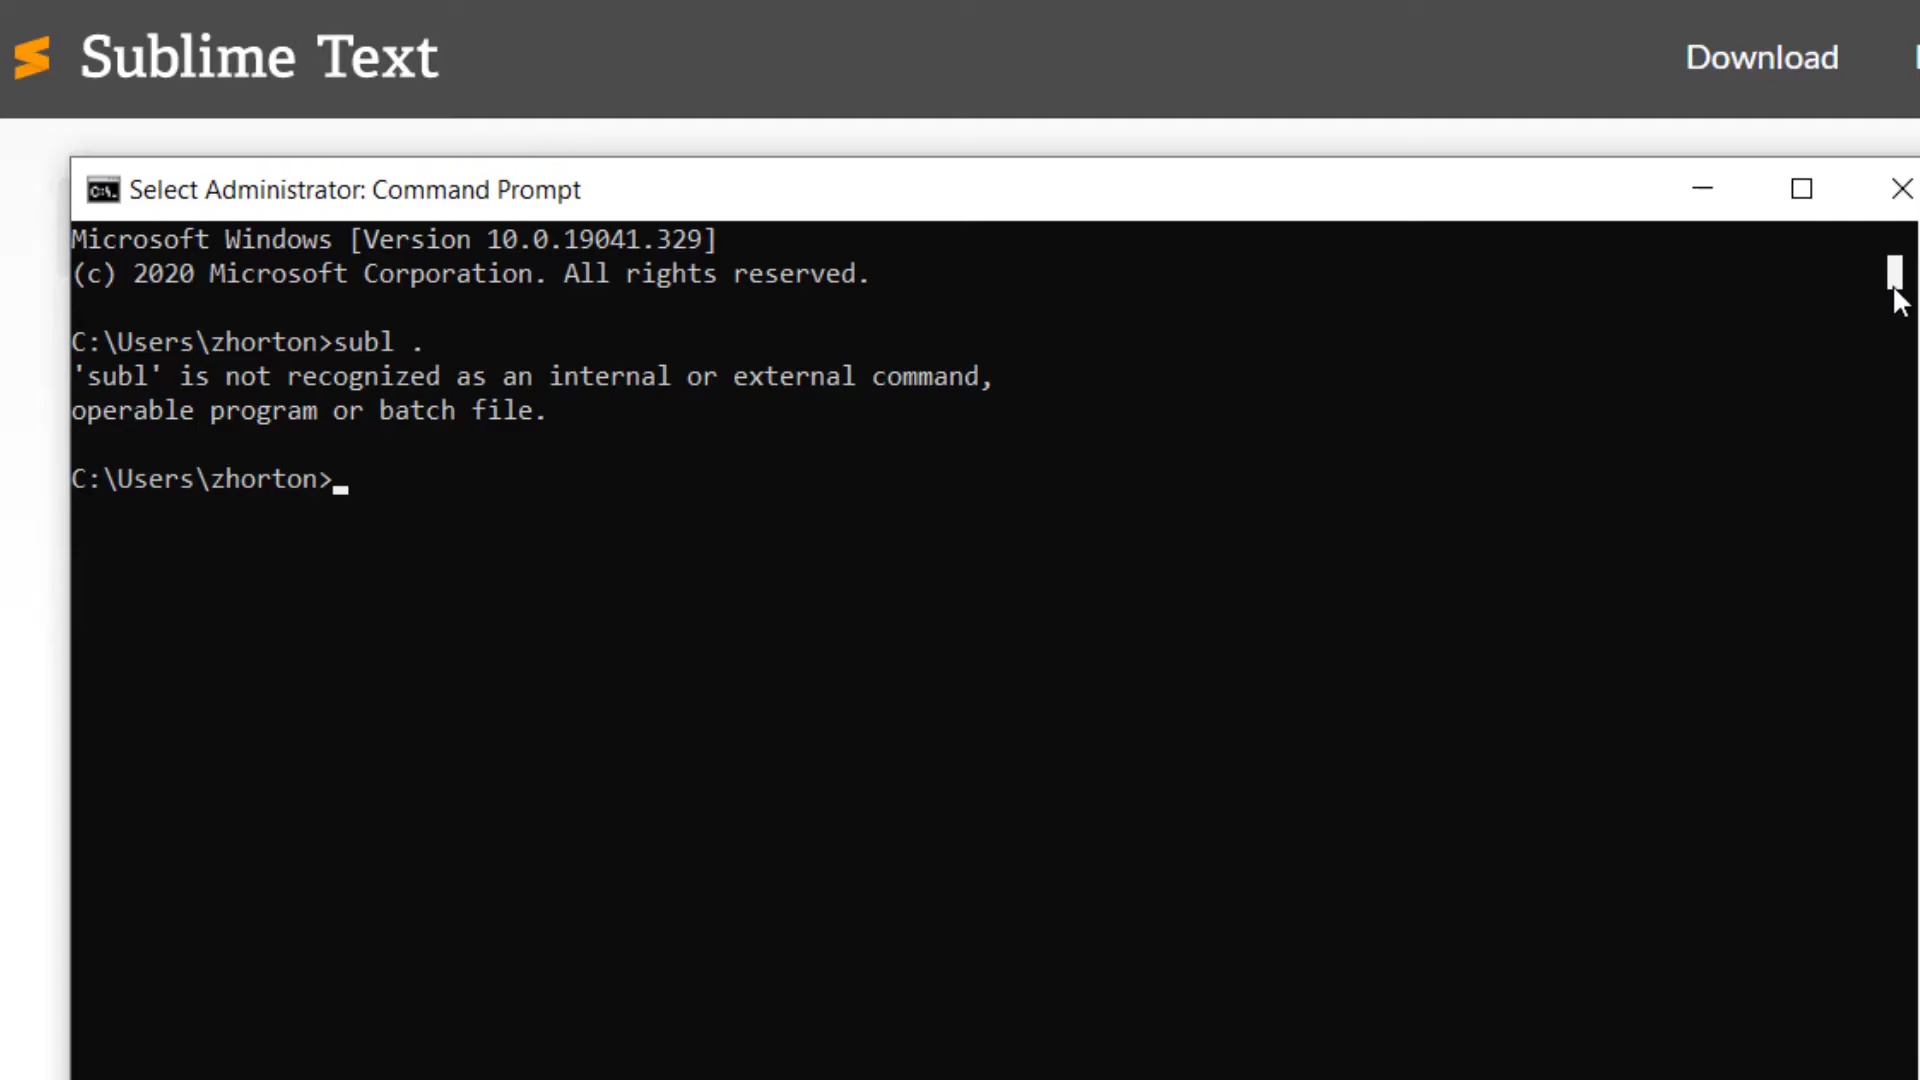 Sublime Text
Download
C:\.
Select Administrator: Command Prompt
Microsoft Windows [Version 10.0.19041.329]
(c) 2020 Microsoft Corporation. All rights reserved.
C:\Users\zhorton>subl .
'subl' is not recognized as an internal or external command,
operable program or batch file.
C:\Users\zhorton>